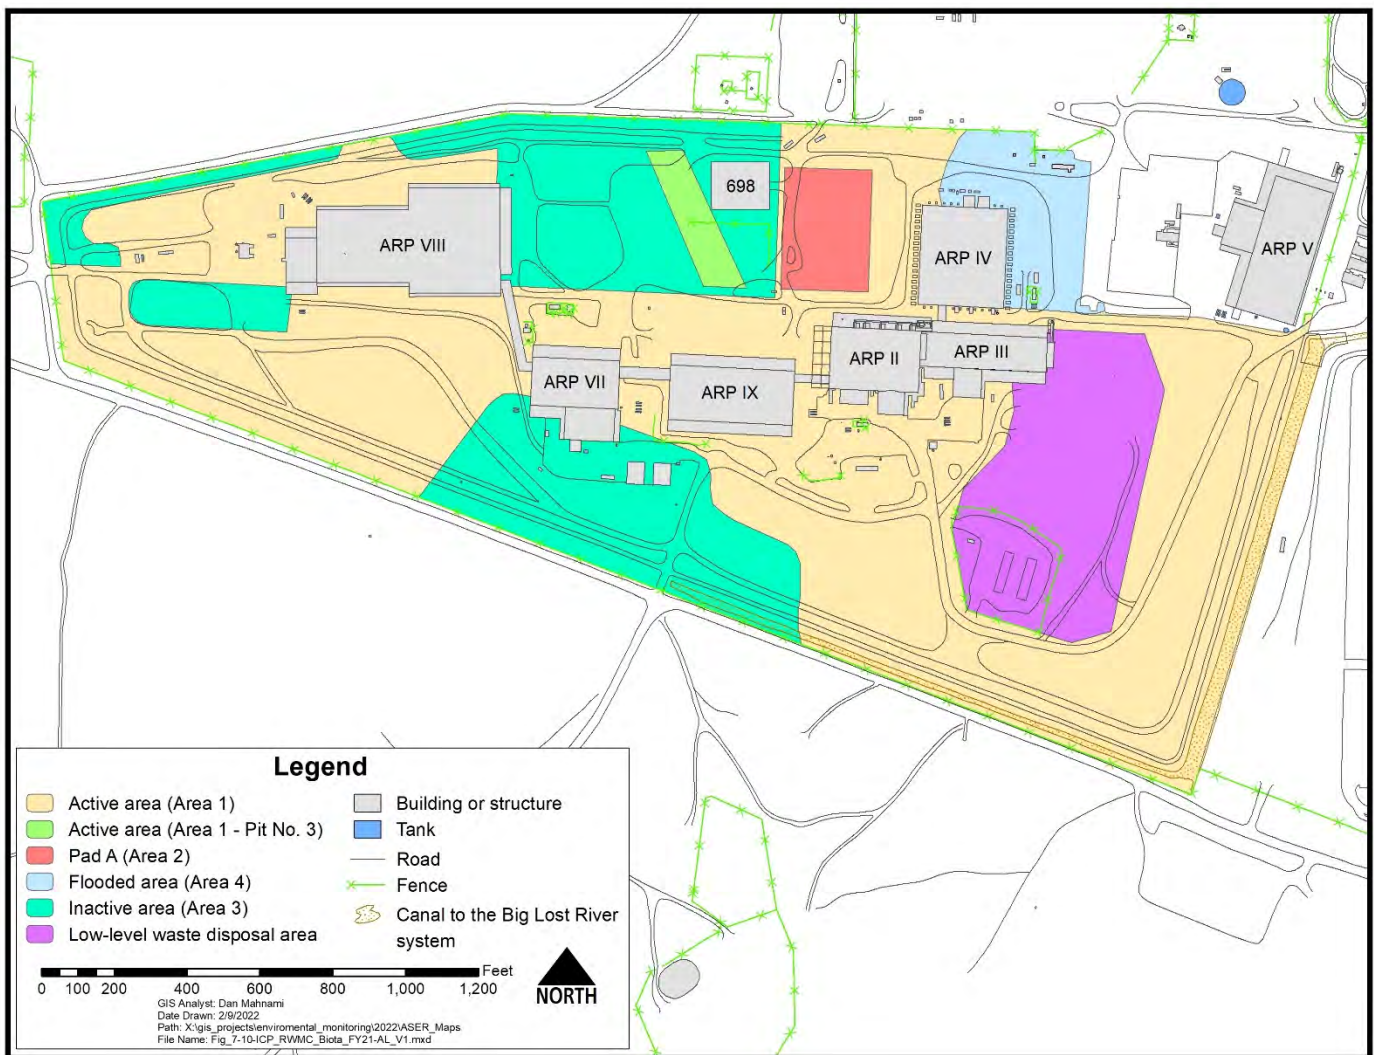 698
ARP VIII
ARP IV
ARP V
ARP II
ARP III
ARP VII
ARP IX
Legend
Active area (Area 1)
Active area (Area 1 - Pit No. 3)
Pad A (Area 2)
Flooded area (Area 4)
Inactive area (Area 3)
Low-level waste disposal area
Building or structure
Tank
Road
Fence
Canal to the Big Lost River
system
Feet
0 100 200 400 600 800 1,000 1,200
NORTH
GIS Analyst: Dan Mahnami
Date Drawn: 2/9/2022
Path: X:\gis_projects\enviromental_monitoring\2022\ASER_Maps
File Name: Fig_7-10-ICP_RWMC_Biota_FY21-AL_V1.mxd